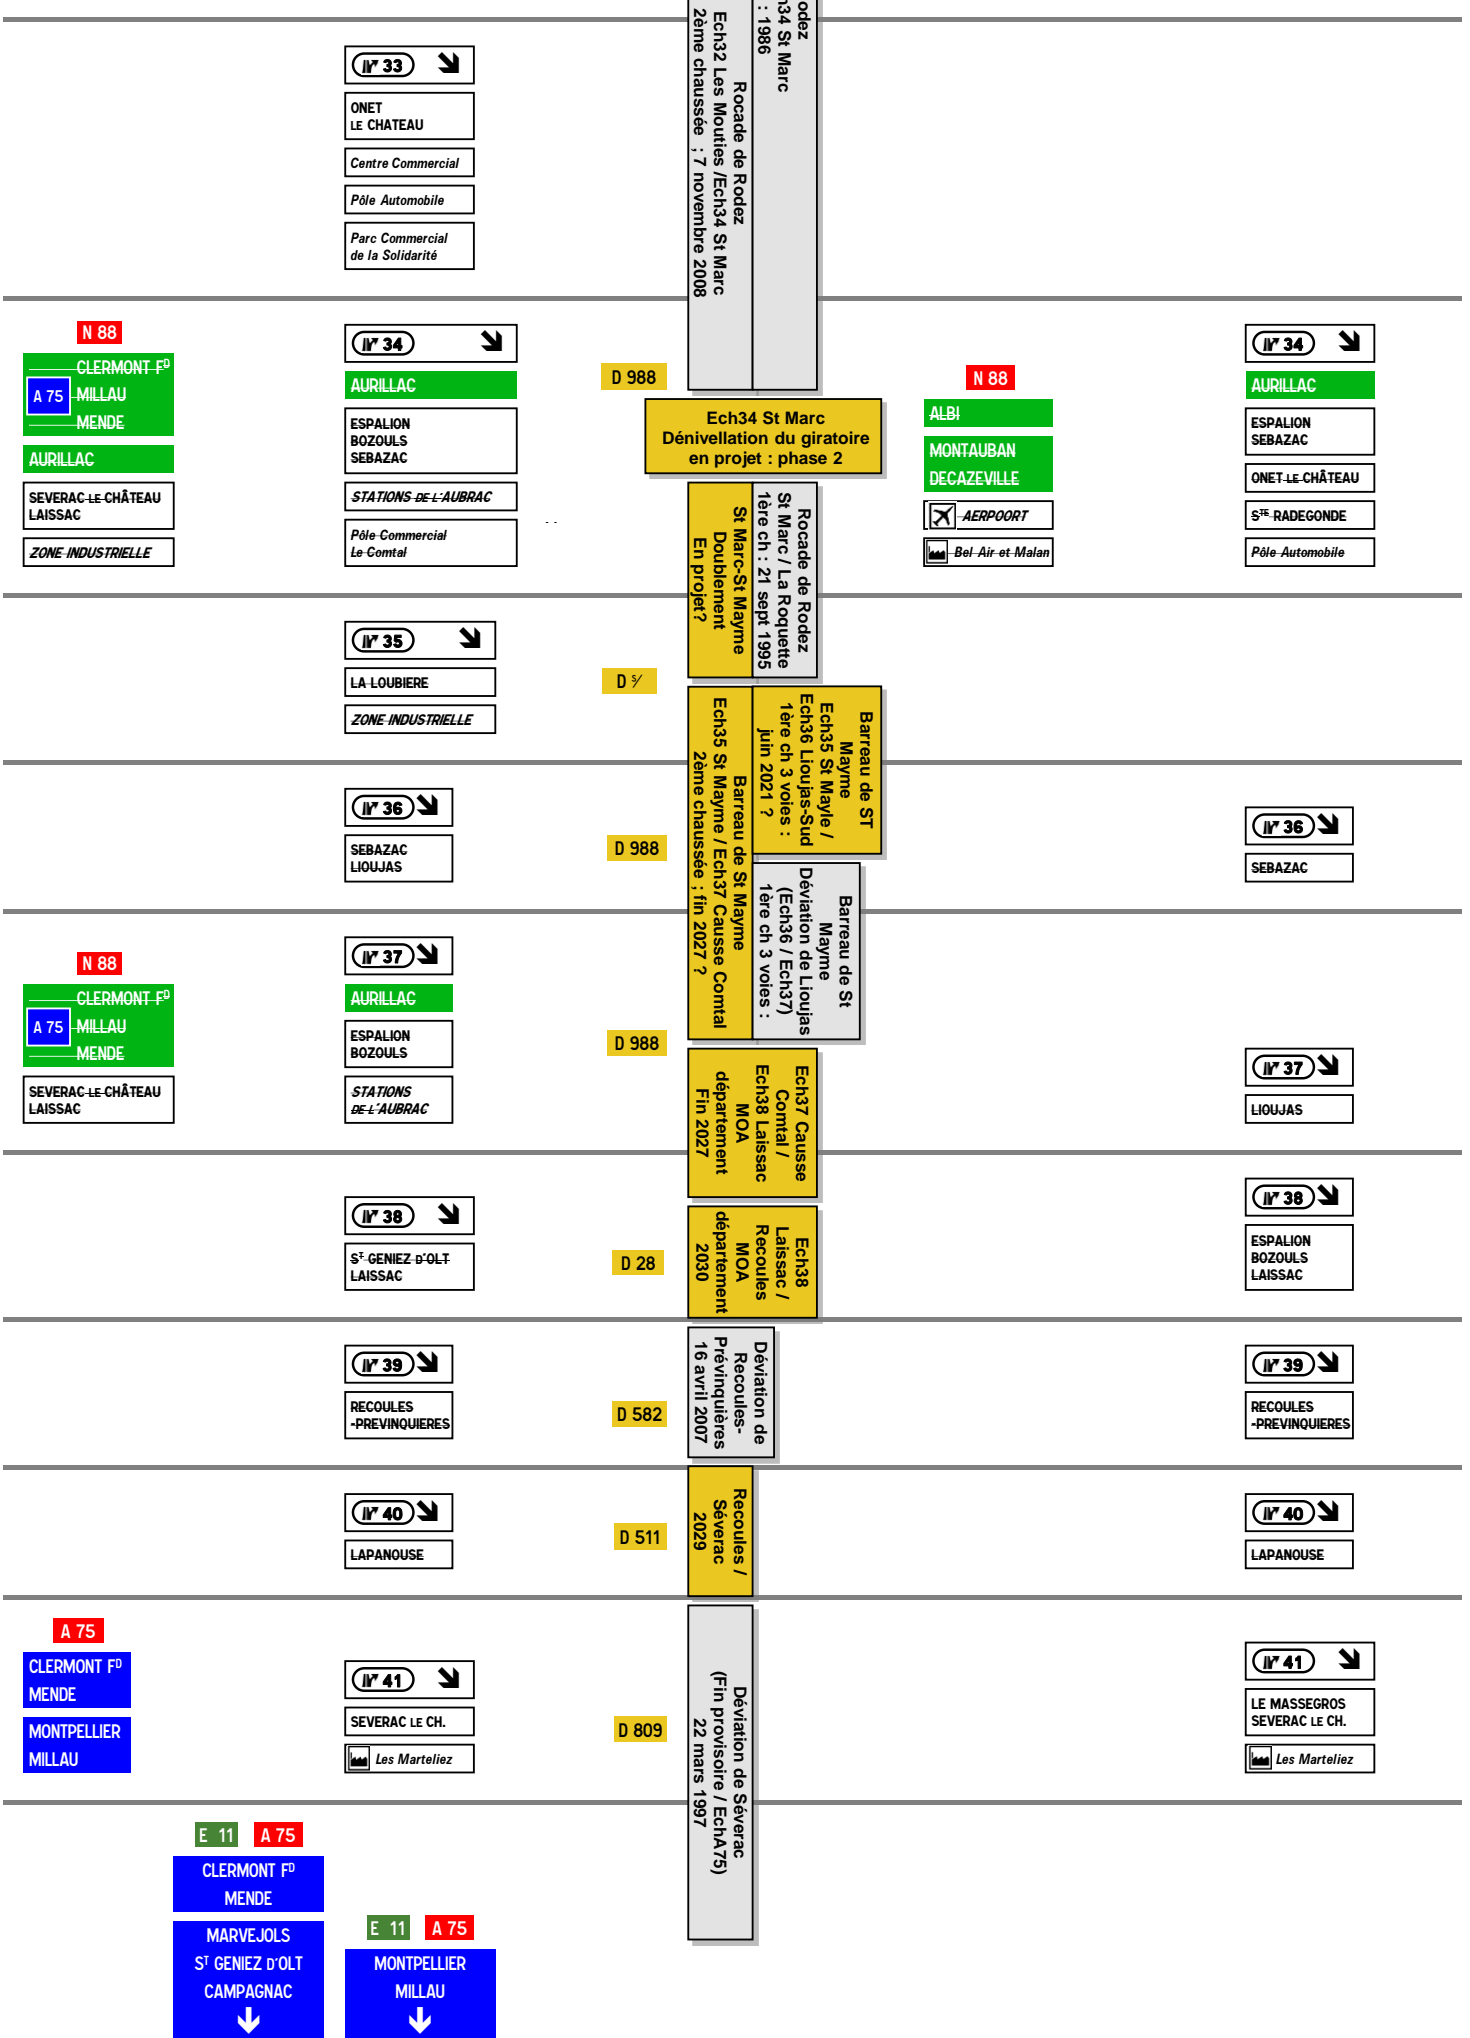 odez
h34 St Marc
: 1986
Rocade de Rodez
Ech32 Les Mouties /Ech34 St Marc
2ème chaussée ; 7 novembre 2008
33
ONET
LE CHATEAU
Centre Commercial
Pôle Automobile
Parc Commercial
de la Solidarité
N 88
CLERMONT FD
A 75 MILLAU
MENDE
AURILLAC
SEVERAC LE CHÂTEAU
LAISSAC
ZONE INDUSTRIELLE
34
AURILLAC
ESPALION
BOZOULS
SEBAZAC
STATIONS DE L'AUBRAC
Pôle Commercial
Le Comtal
D 988
Ech34 St Marc
Dénivellation du giratoire
en projet : phase 2
N 88
ALBI
MONTAUBAN
DECAZEVILLE
AERPOORT
Bel Air et Malan
34
AURILLAC
ESPALION
SEBAZAC
ONET LE CHÂTEAU
STE RADEGONDE
Pôle Automobile
Rocade de Rodez
St Marc / La Roquette
1ère ch : 21 sept 1995
St Marc-St Mayme
Doublement
En projet?
35
LA LOUBIERE
ZONE INDUSTRIELLE
D s/
Barreau de ST
Mayme
Ech35 St Mayle /
Ech36 Lioujas-Sud
1ère ch 3 voies :
juin 2021 ?
Barreau de St Mayme
Ech35 St Mayme / Ech37 Causse Comtal
2ème chaussée ; fin 2027 ?
36
SEBAZAC
LIOUJAS
D 988
36
SEBAZAC
Barreau de St
Mayme
Déviation de Lioujas
(Ech36 / Ech37)
1ère ch 3 voies :
N 88
CLERMONT FD
A 75 MILLAU
MENDE
SEVERAC LE CHÂTEAU
LAISSAC
37
AURILLAC
ESPALION
BOZOULS
STATIONS
DE L'AUBRAC
D 988
37
LIOUJAS
Ech37 Causse
Comtal /
Ech38 Laissac
MOA
département
Fin 2027
38
ST GENIEZ D'OLT
LAISSAC
D 28
Ech38
Laissac /
Recoules
MOA
département
2030
38
ESPALION
BOZOULS
LAISSAC
39
RECOULES
-PREVINQUIERES
D 582
Déviation de
Recoules-
Prévinquières
16 avril 2007
39
RECOULES
-PREVINQUIERES
40
LAPANOUSE
D 511
Recoules /
Séverac
2029
40
LAPANOUSE
A 75
CLERMONT FD
MENDE
MONTPELLIER
MILLAU
41
SEVERAC LE CH.
Les Marteliez
D 809
Déviation de Séverac
(Fin provisoire / EchA75)
22 mars 1997
41
LE MASSEGROS
SEVERAC LE CH.
Les Marteliez
E 11 A 75
CLERMONT FD
MENDE
MARVEJOLS
ST GENIEZ D'OLT
CAMPAGNAC
E 11 A 75
MONTPELLIER
MILLAU